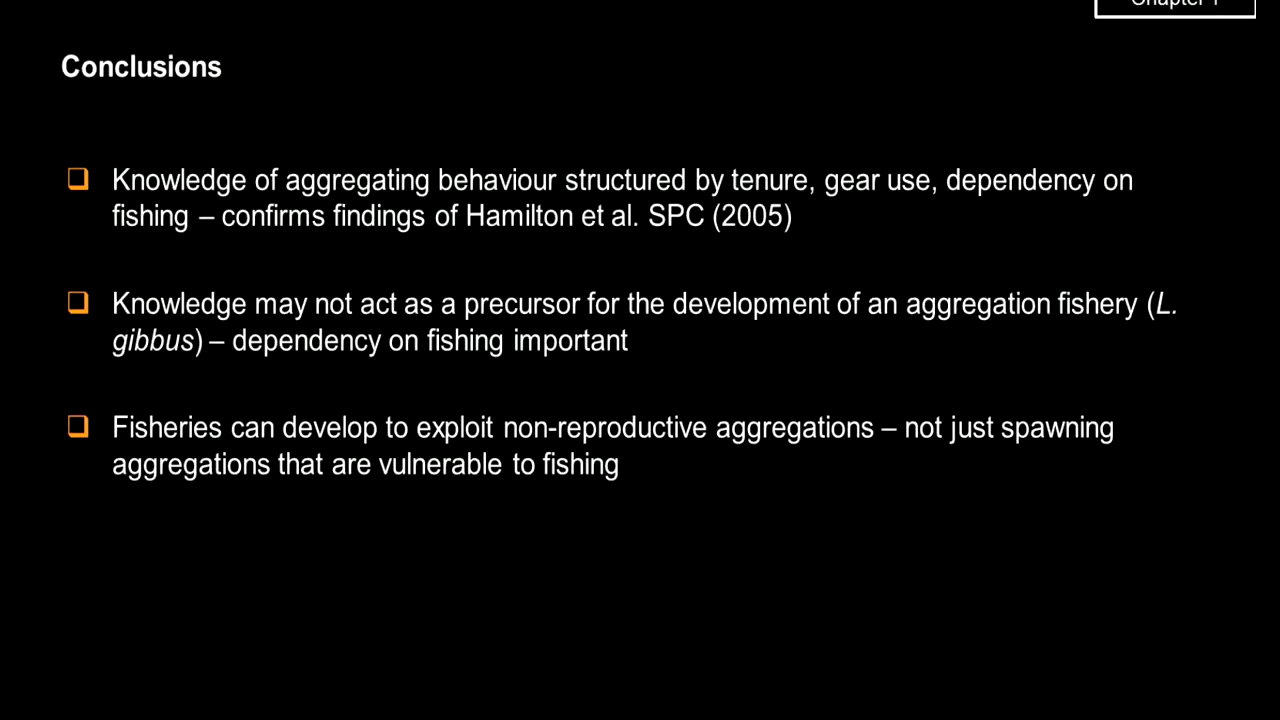 Conclusions
❑ Knowledge of aggregating behaviour structured by tenure, gear use, dependency on
fishing – confirms findings of Hamilton et al. SPC (2005)
❑ Knowledge may not act as a precursor for the development of an aggregation fishery (L.
gibbus) – dependency on fishing important
❑ Fisheries can develop to exploit non-reproductive aggregations – not just spawning
aggregations that are vulnerable to fishing